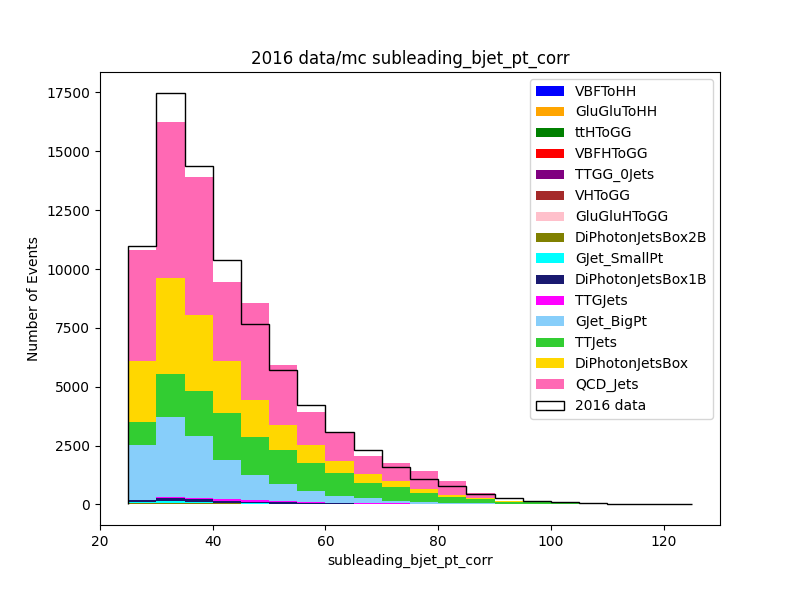 2016 data/mc subleading_bjet_pt_corr
Number of Events
17500
15000
12500
10000
7500
5000
2500
0
20
40
60
80
100
120
subleading_bjet_pt_corr
VBFToHH
GluGluToHH
ttHToGG
VBFHToGG
TTGG_0Jets
VHToGG
GluGluHToGG
DiPhotonJetsBox2B
GJet_SmallPt
DiPhotonJetsBox1B
TTGJets
GJet_BigPt
TTJets
DiPhotonJetsBox
QCD_Jets
2016 data